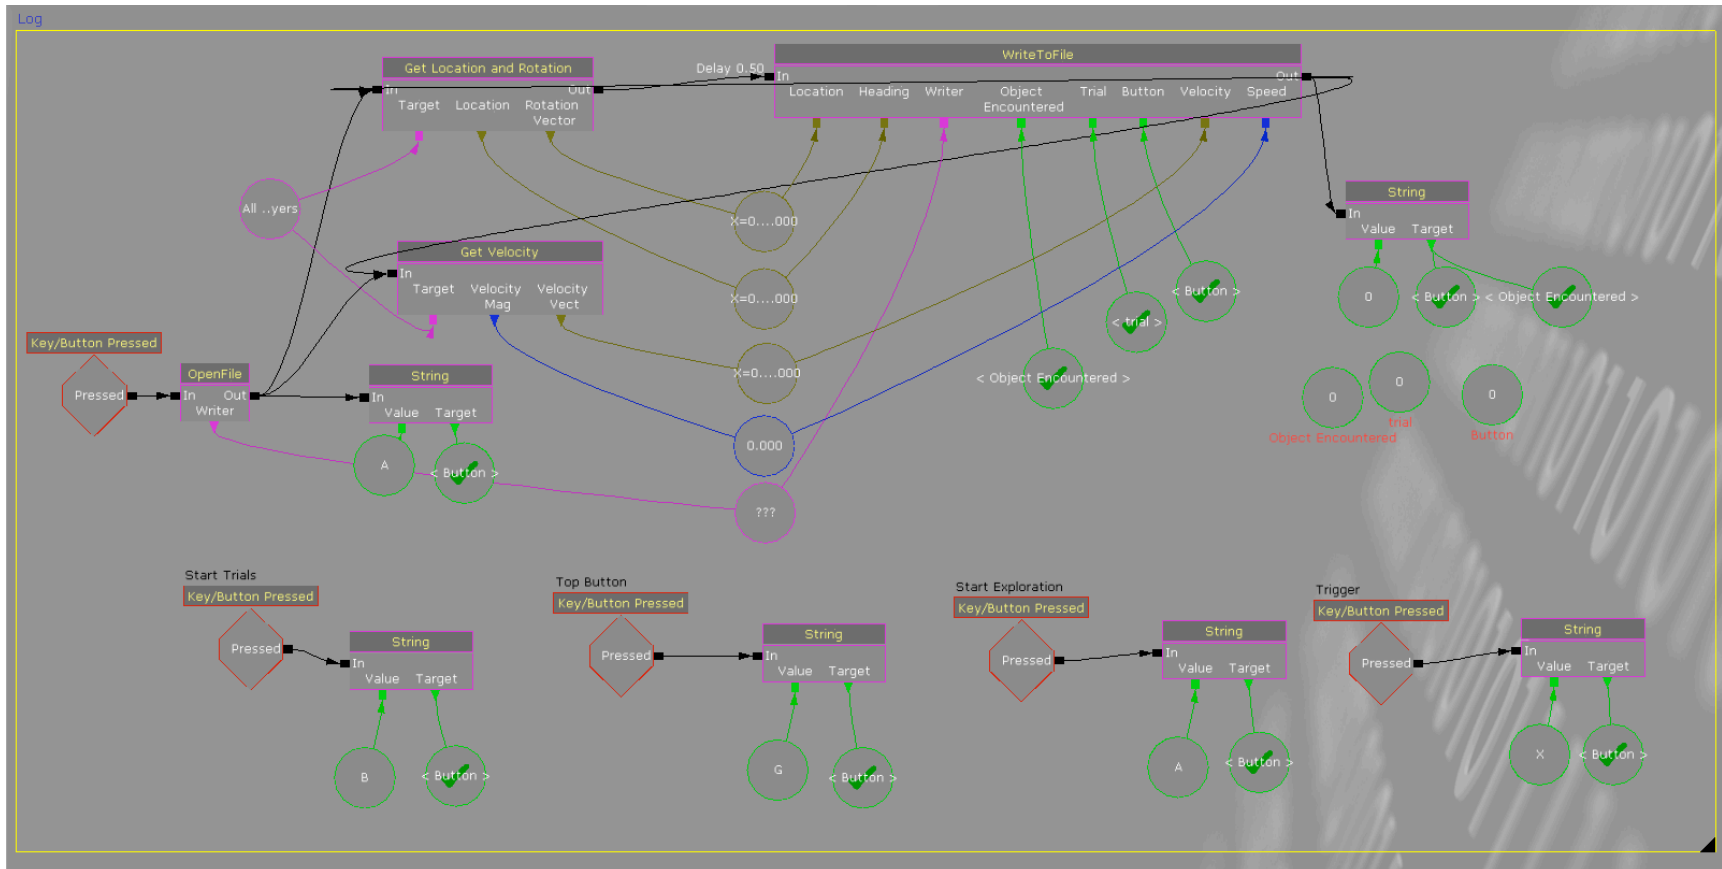 Log
Get Location and Rotation
In Out
Target Location Rotation Vector
Delay 0.50
WriteToFile
In Out
Location Heading Writer Object Encountered Trial Button Velocity Speed
All ..yers
X=0....000
X=0....000
X=0....000
0.000
???
Get Velocity
In
Target Velocity Mag Velocity Vect
String
In
Value Target
0
< Button >
< Object Encountered >
< Button >
< trial >
< Object Encountered >
0
Object Encountered
0
trial
0
Button
Key/Button Pressed
Pressed
OpenFile
In Out
Writer
String
In
Value Target
A
< Button >
Start Trials
Key/Button Pressed
Pressed
String
In
Value Target
B
< Button >
Top Button
Key/Button Pressed
Pressed
String
In
Value Target
G
< Button >
Start Exploration
Key/Button Pressed
Pressed
String
In
Value Target
A
< Button >
Trigger
Key/Button Pressed
Pressed
String
In
Value Target
X
< Button >